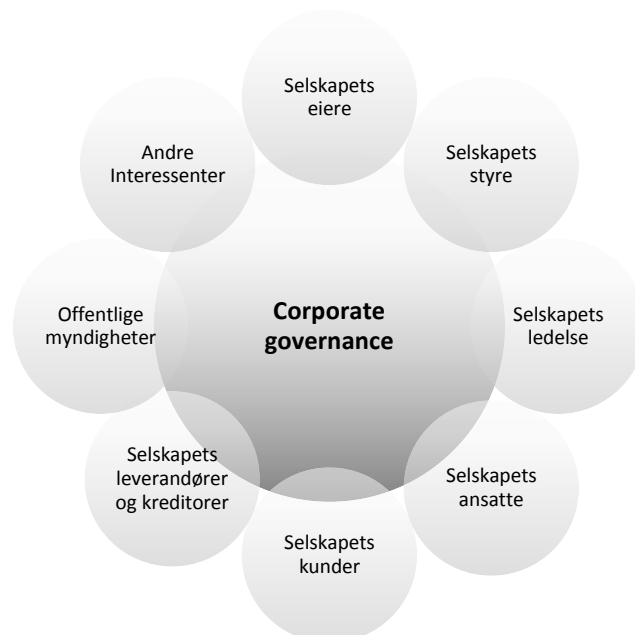 Selskapets
eiere
Selskapets
styre
Selskapets
ledelse
Selskapets
ansatte
Selskapets
kunder
Selskapets
leverandører
og kreditorer
Offentlige
myndigheter
Andre
Interessenter
Corporate
governance